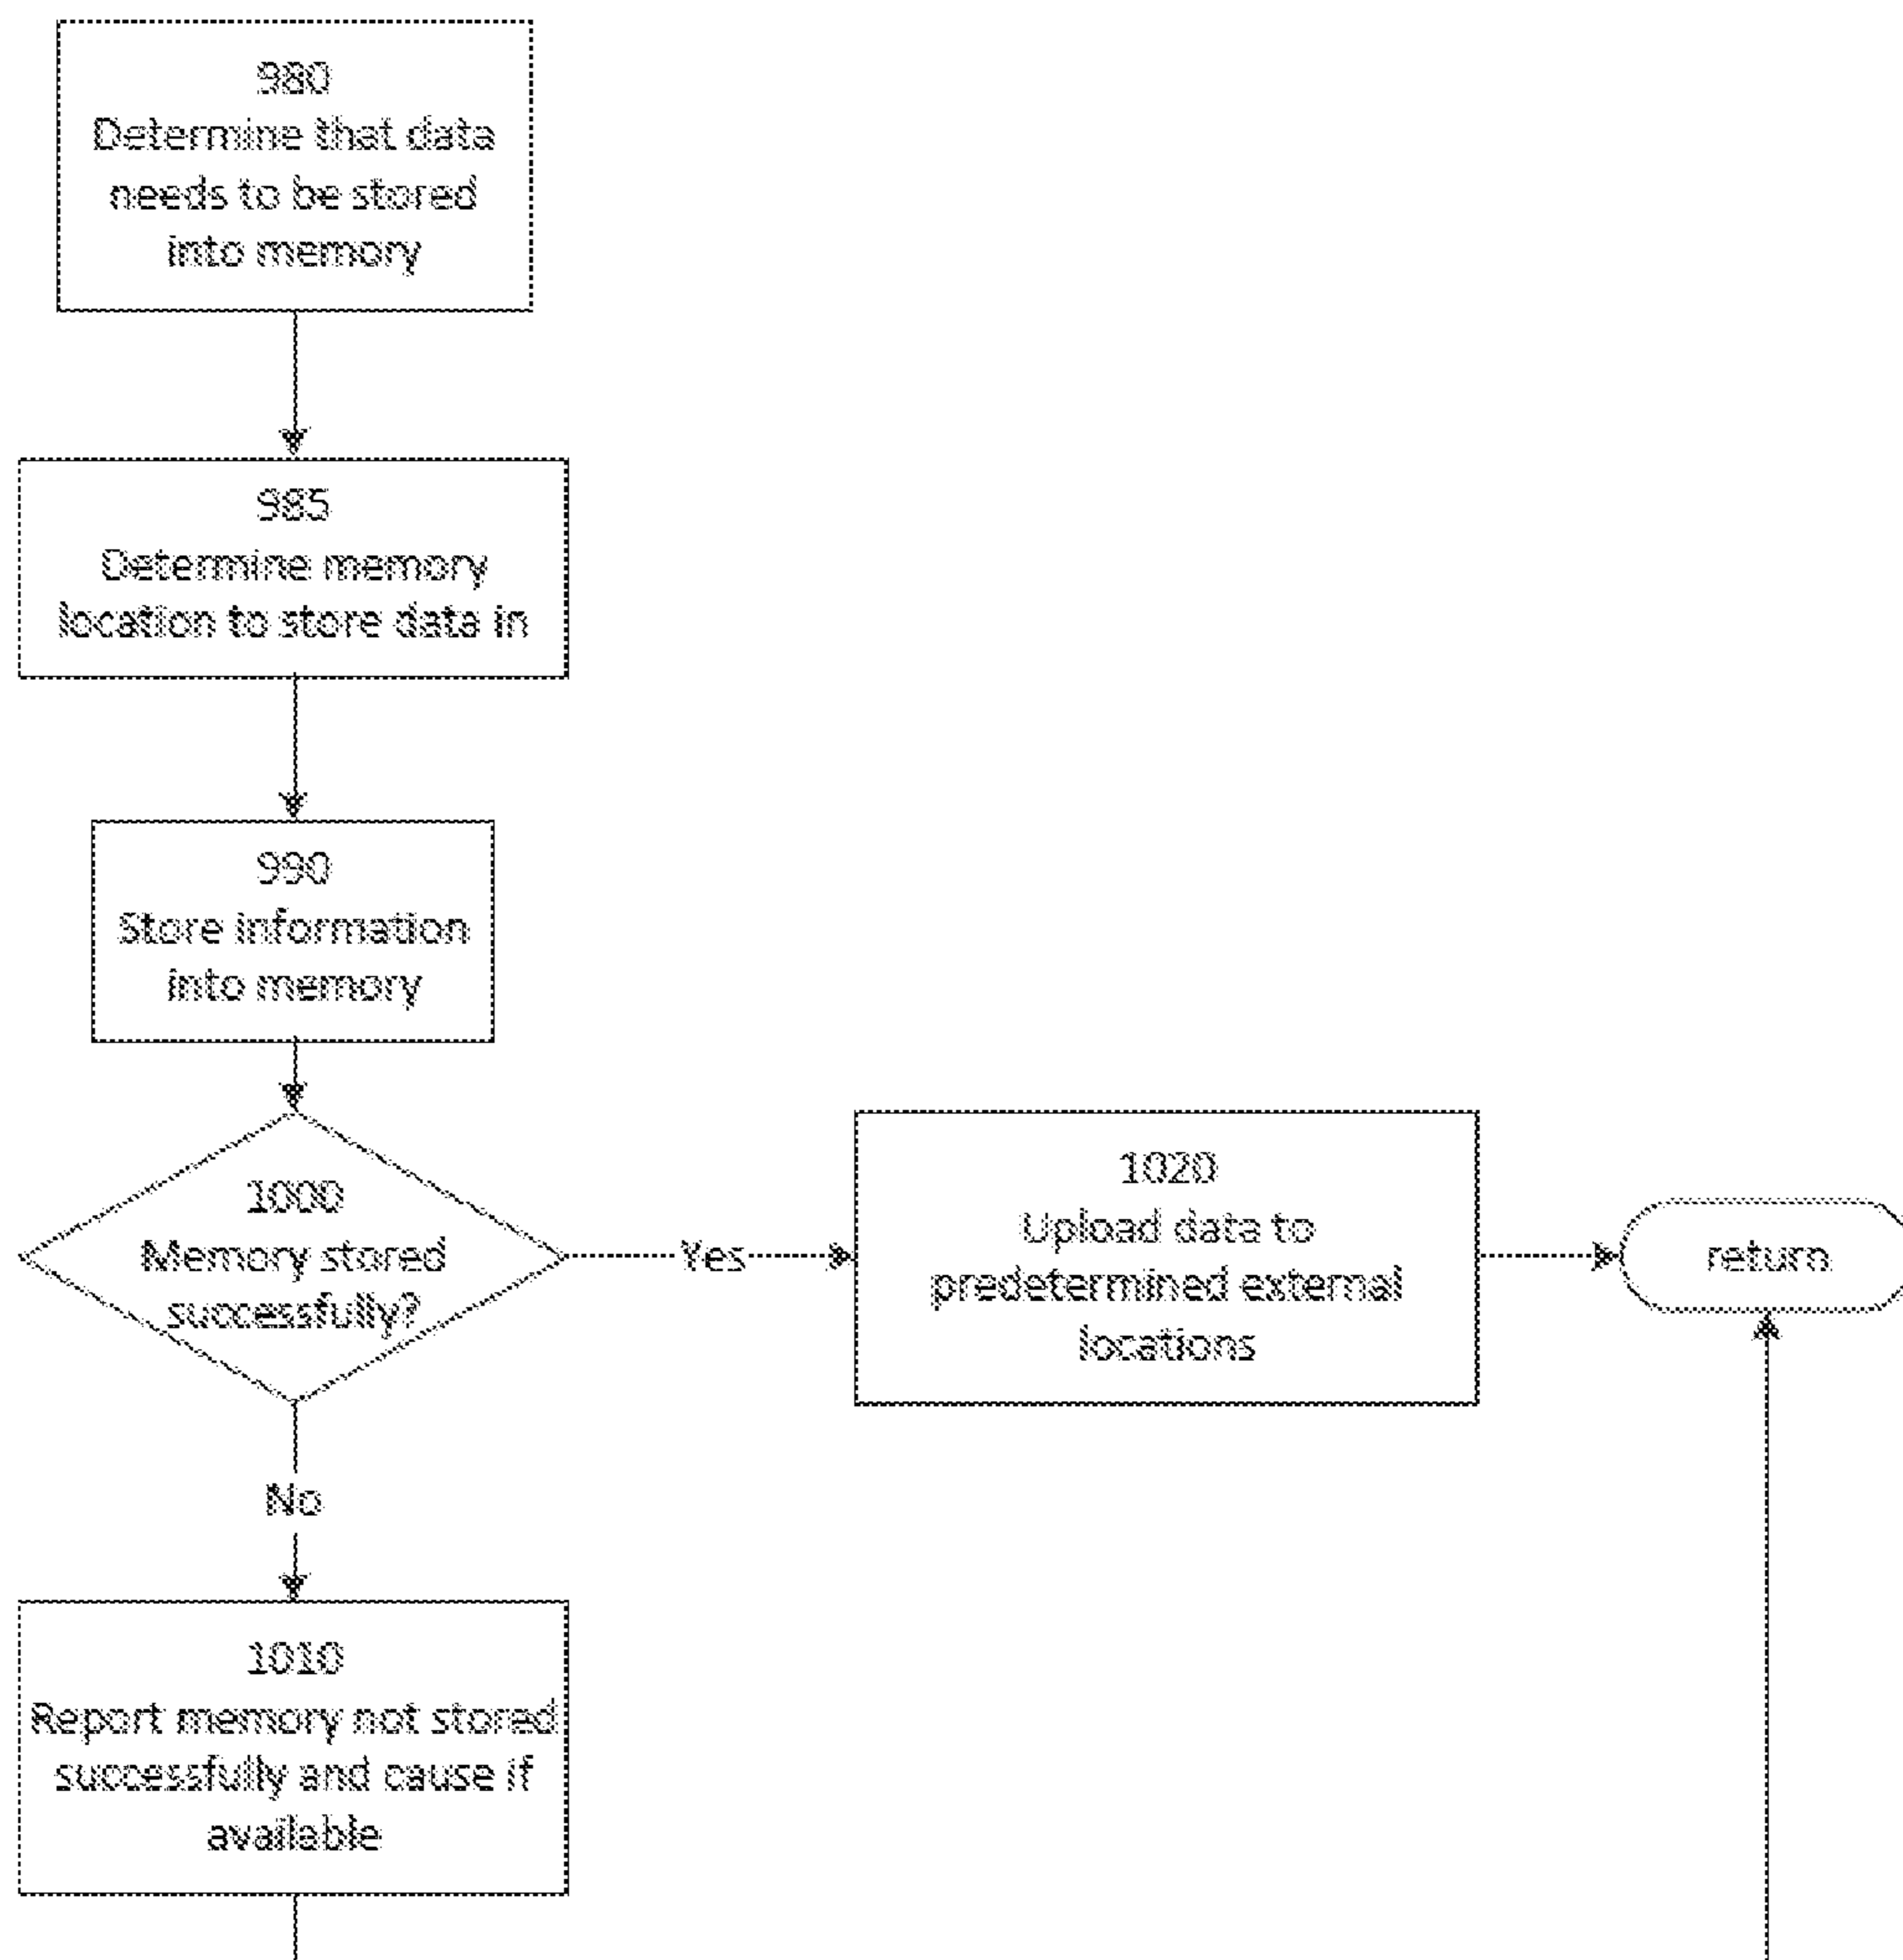 980
Determine that data
needs to be stored
into memory
985
Determine memory
location to store data in
990
Store information
into memory
1000
Memory stored
successfully?
Yes
1020
Upload data to
predetermined external
locations
return
No
1010
Report memory not stored
successfully and cause if
available